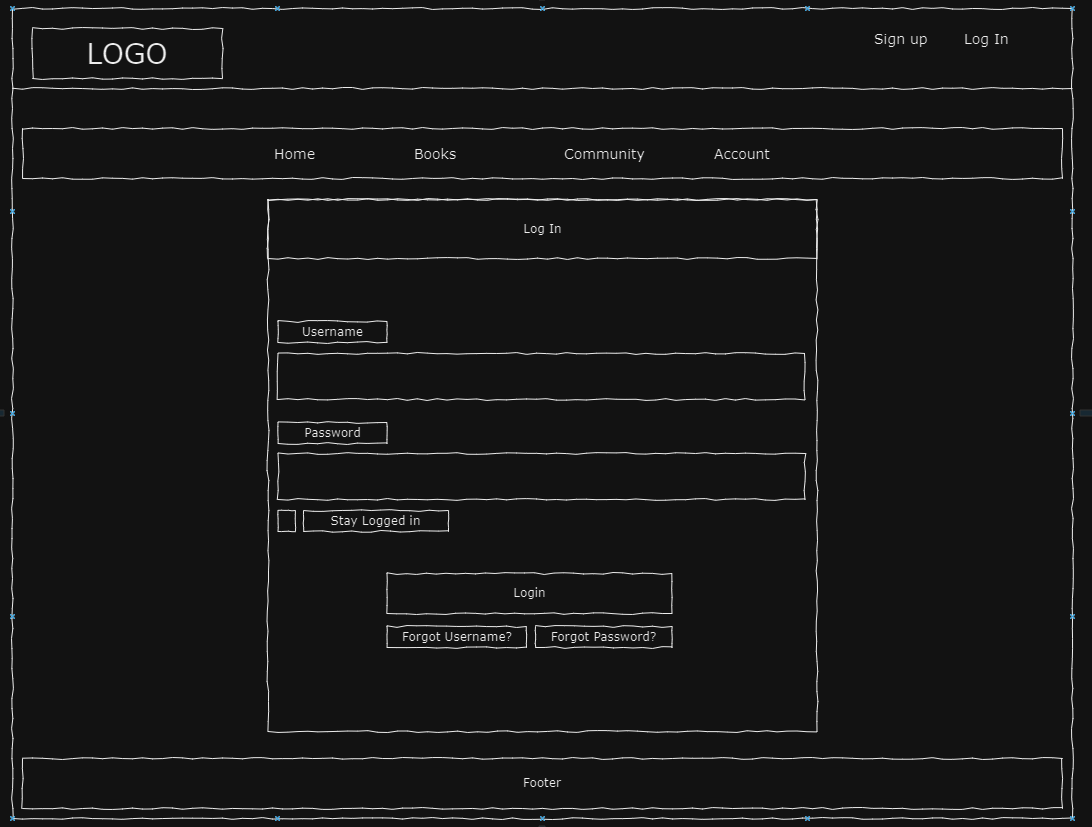 LOGO
Sign up Log In
Home Books Community Account
Log In
Username
Password
Stay Logged in
Login
Forgot Username? Forgot Password?
Footer